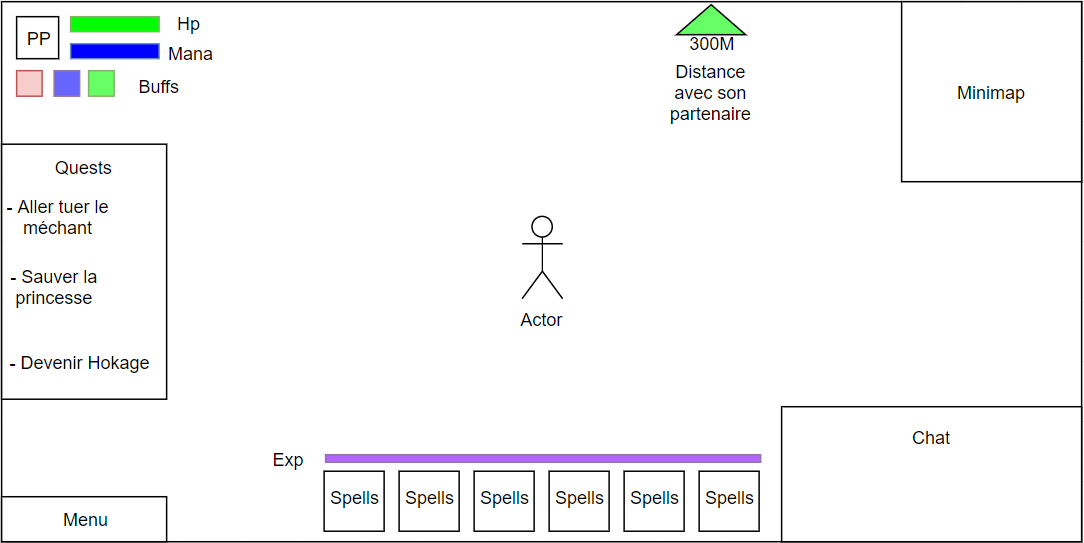 PP
Hp
Mana
Buffs
300M
Distance
avec son
partenaire
Minimap
Quests
- Aller tuer le
méchant
- Sauver la
princesse
- Devenir Hokage
Actor
Exp
Spells
Spells
Spells
Spells
Spells
Spells
Chat
Menu